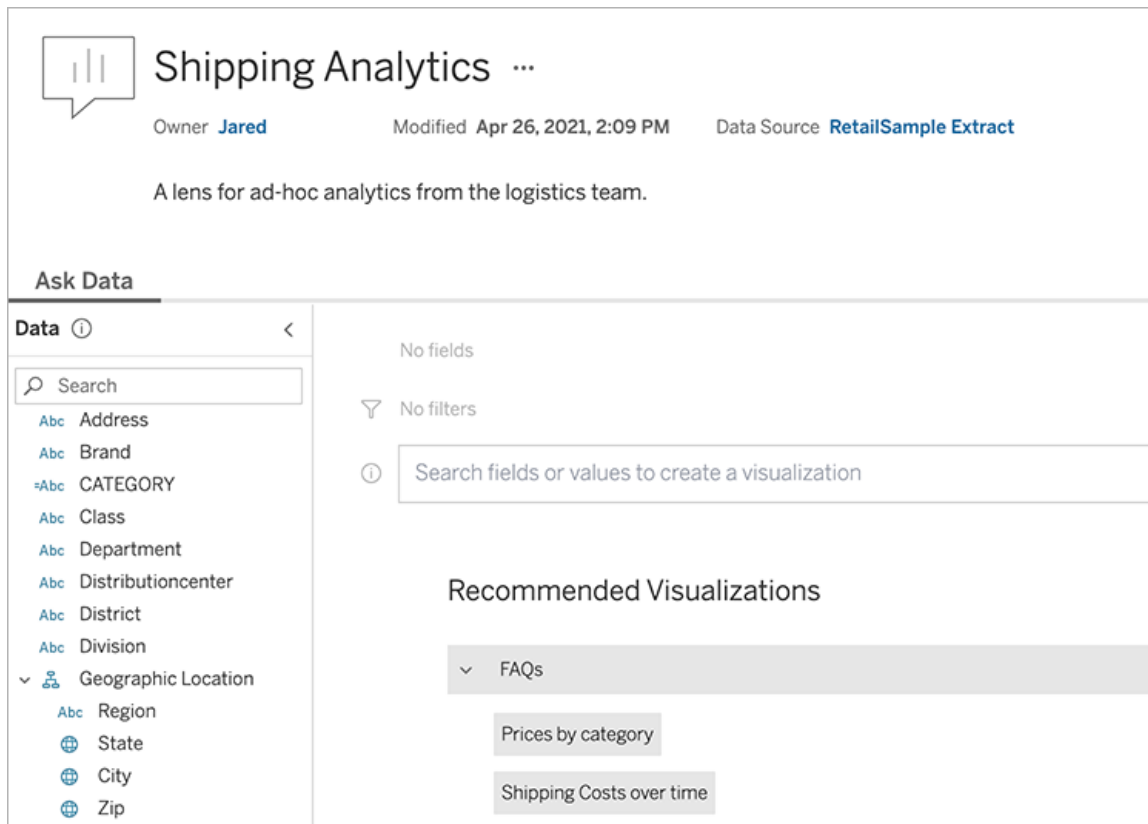 Shipping Analytics ...
Owner Jared Modified Apr 26, 2021, 2:09 PM Data Source RetailSample Extract
A lens for ad-hoc analytics from the logistics team.
Ask Data
Data
Search
Abc Address
Abc Brand
=Abc CATEGORY
Abc Class
Abc Department
Abc Distributioncenter
Abc District
Abc Division
Geographic Location
Abc Region
State
City
Zip
No fields
No filters
Search fields or values to create a visualization
Recommended Visualizations
FAQs
Prices by category
Shipping Costs over time